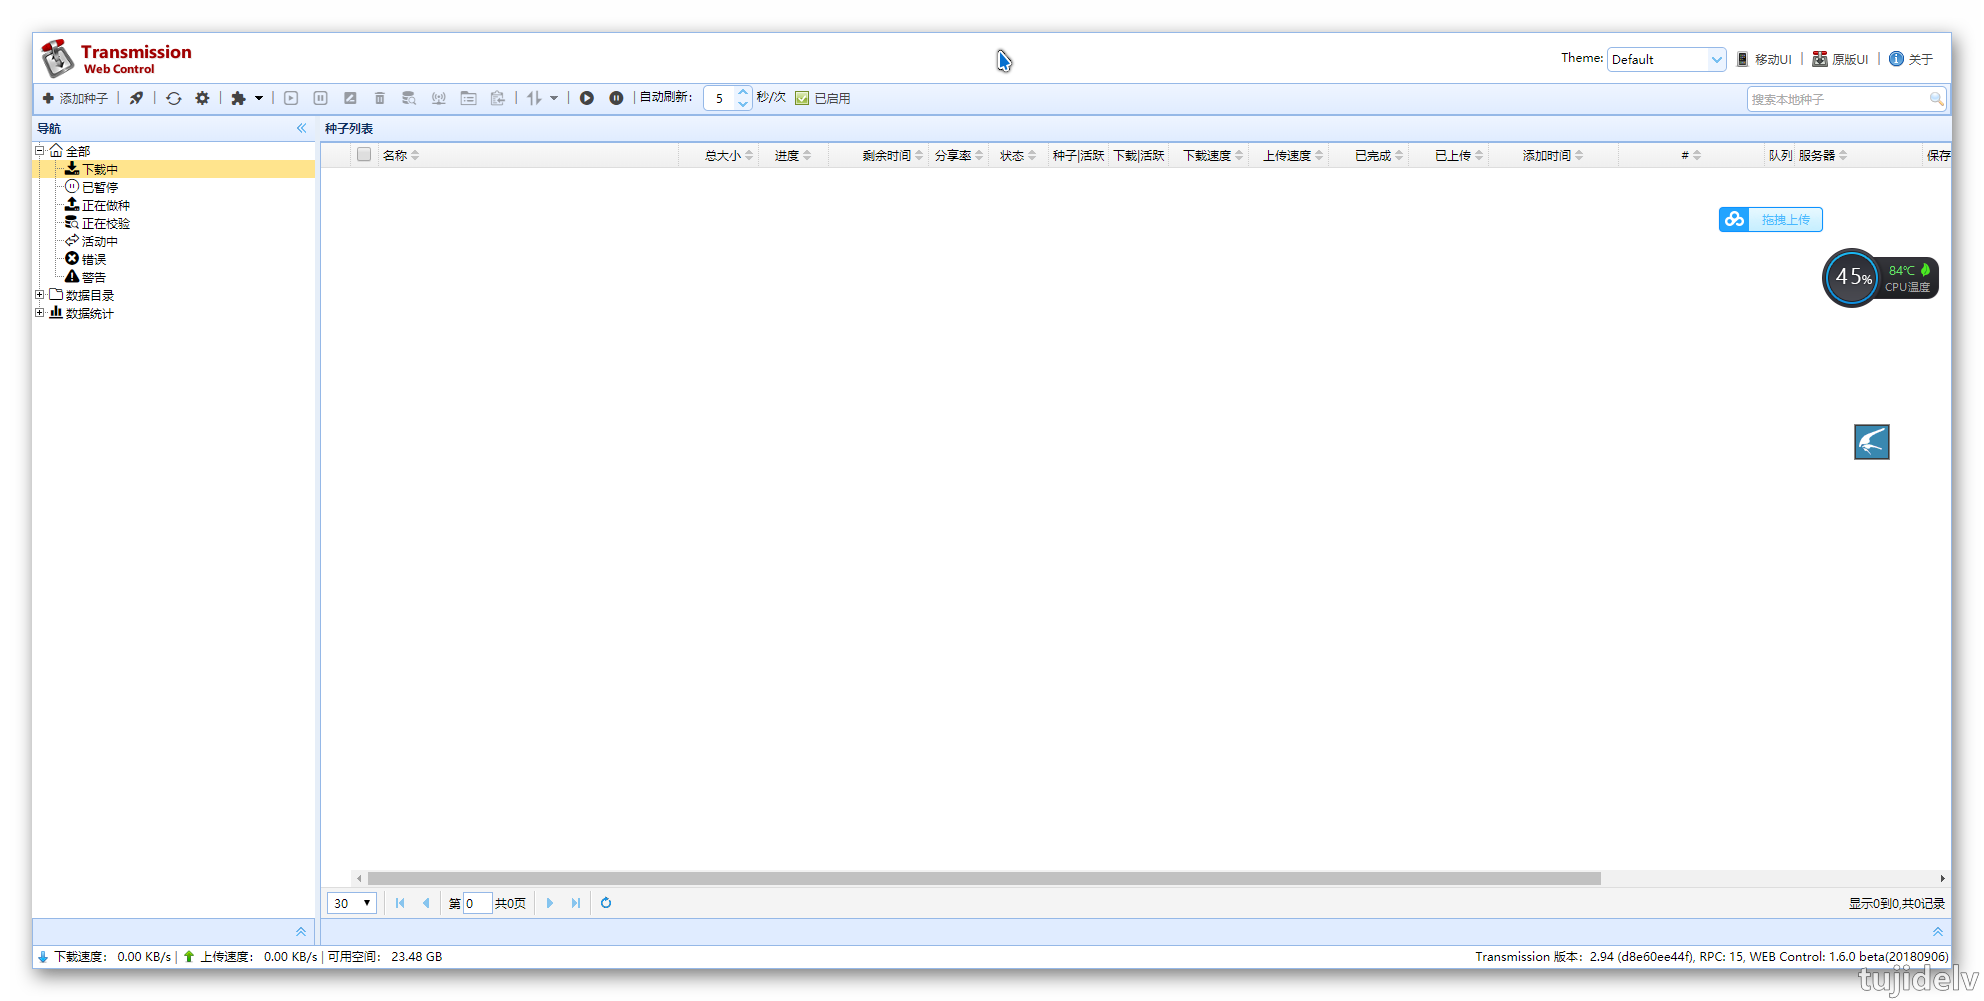 Transmission
Web Control
Theme: Default 移动UI | 原版UI | 关于
添加种子 | | | | | | 自动刷新: 5 秒/次 已启用 搜索本地种子
导航
种子列表
全部
下载中
已暂停
正在做种
正在校验
活动中
错误
警告
数据目录
数据统计
名称 总大小 进度 剩余时间 分享率 状态 种子|活跃 下载|活跃 下载速度 上传速度 已完成 已上传 添加时间 # 队列 服务器 保存
拖拽上传
45% 84℃
CPU温度
30 第 0 共0页 显示0到0,共0记录
下载速度: 0.00 KB/s | 上传速度: 0.00 KB/s | 可用空间: 23.48 GB
Transmission 版本: 2.94 (d8e60ee44f), RPC: 15, WEB Control: 1.6.0 beta(20180906)
tujidelv